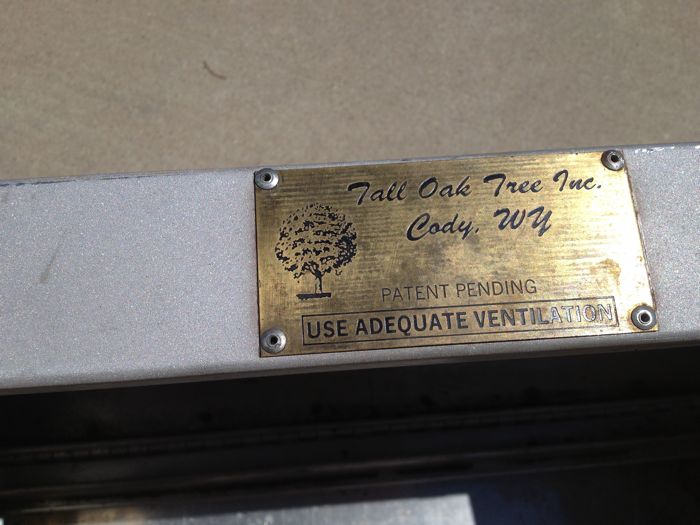 Tall Oak Tree Inc.
Cody, WY
PATENT PENDING
USE ADEQUATE VENTILATION